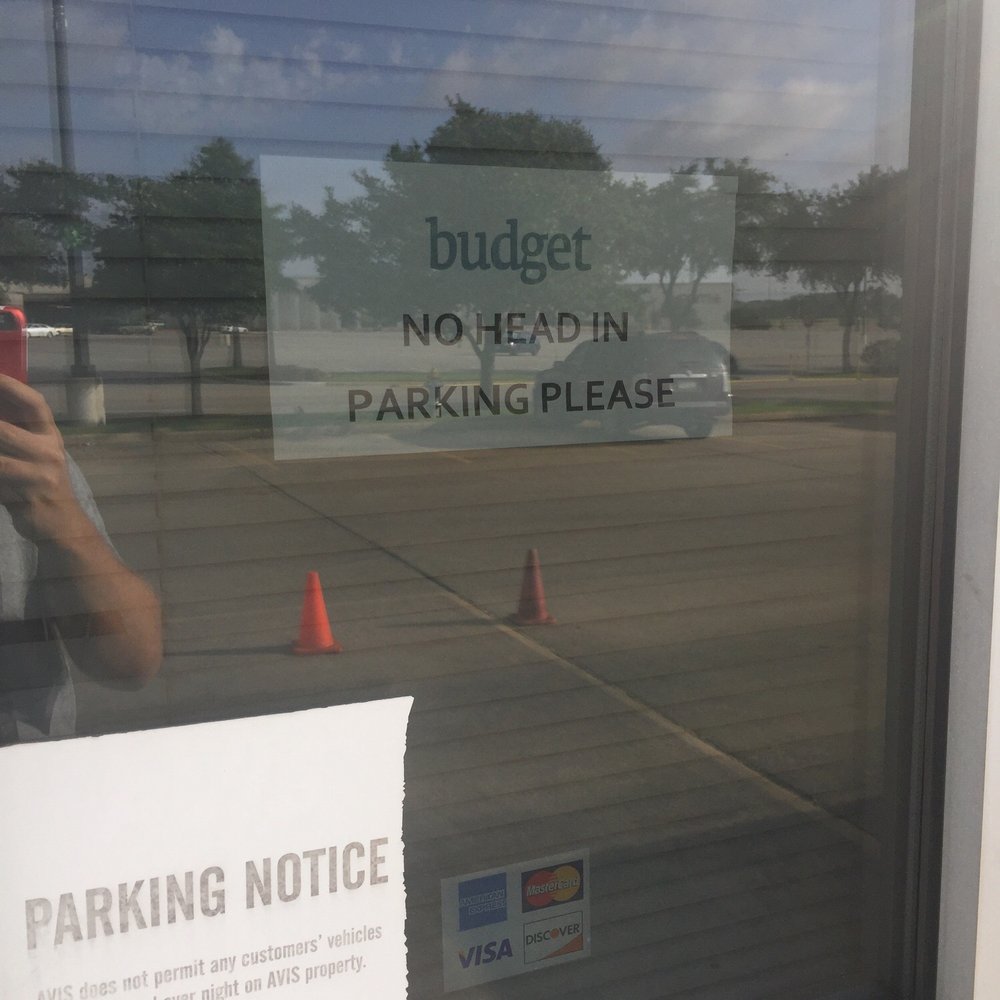 budget
NO HEAD IN
PARKING PLEASE
PARKING NOTICE
AVIS does not permit any customers' vehicles
over night on AVIS property.
AMERICAN EXPRESS
MasterCard
VISA
DISCOVER